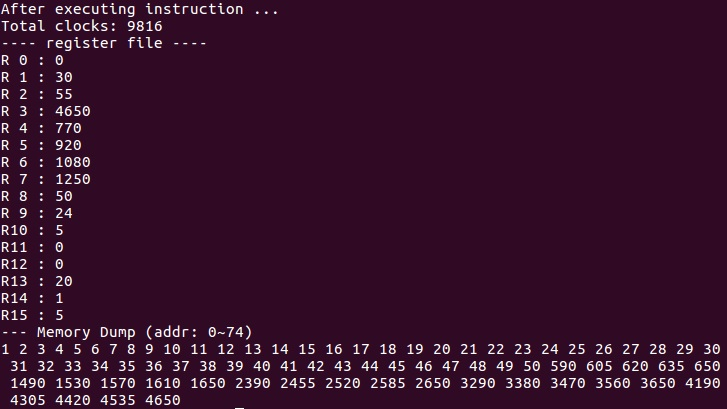 After executing instruction ...
Total clocks: 9816
---- register file ----
R 0 : 0
R 1 : 30
R 2 : 55
R 3 : 4650
R 4 : 770
R 5 : 920
R 6 : 1080
R 7 : 1250
R 8 : 50
R 9 : 24
R10 : 5
R11 : 0
R12 : 0
R13 : 20
R14 : 1
R15 : 5
--- Memory Dump (addr: 0~74)
1 2 3 4 5 6 7 8 9 10 11 12 13 14 15 16 17 18 19 20 21 22 23 24 25 26 27 28 29 30
31 32 33 34 35 36 37 38 39 40 41 42 43 44 45 46 47 48 49 50 590 605 620 635 650
1490 1530 1570 1610 1650 2390 2455 2520 2585 2650 3290 3380 3470 3560 3650 4190
4305 4420 4535 4650